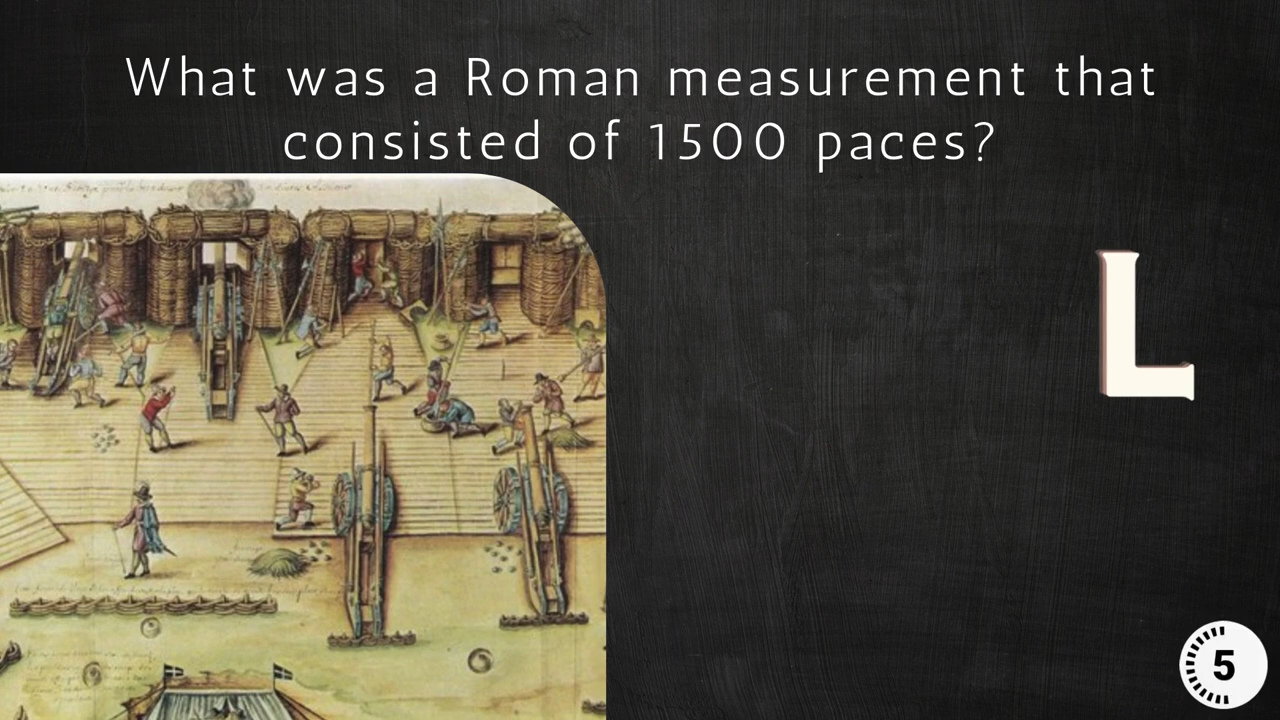 What was a Roman measurement that
consisted of 1500 paces?
L
5